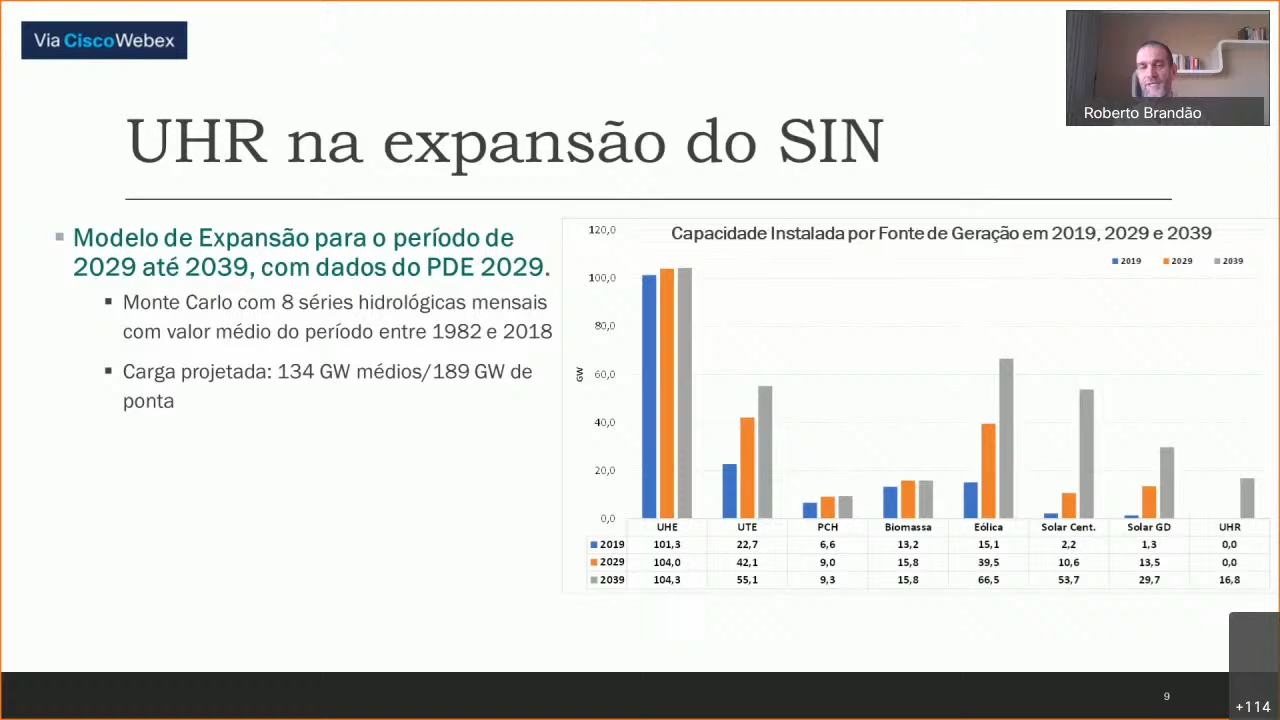 Via CiscoWebex
Roberto Brandão
UHR na expansão do SIN
Modelo de Expansão para o período de
2029 até 2039, com dados do PDE 2029.
Monte Carlo com 8 séries hidrológicas mensais
com valor médio do período entre 1982 e 2018
Carga projetada: 134 GW médios/189 GW de
ponta
Capacidade Instalada por Fonte de Geração em 2019, 2029 e 2039
2019 2029 2039
120,0
100,0
80,0
60,0
40,0
20,0
0,0
GW
UHE UTE PCH Biomassa Eólica Solar Cent. Solar GD UHR
2019 101,3 22,7 6,6 13,2 15,1 2,2 1,3 0,0
2029 104,0 42,1 9,0 15,8 39,5 10,6 13,5 0,0
2039 104,3 55,1 9,3 15,8 66,5 53,7 29,7 16,8
9
+114